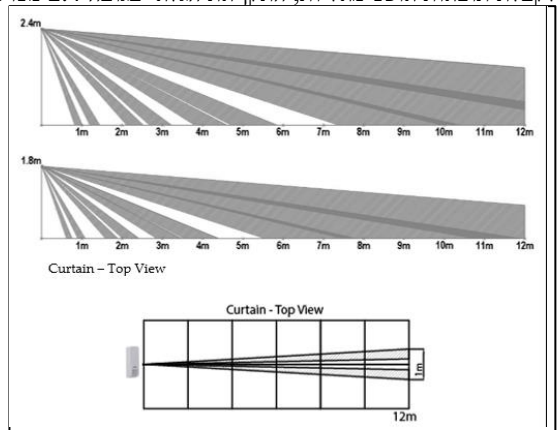 2.4m
1m 2m 3m 4m 5m 6m 7m 8m 9m 10m 11m 12m
1.8m
1m 2m 3m 4m 5m 6m 7m 8m 9m 10m 11m 12m
Curtain – Top View
Curtain - Top View
1m
12m